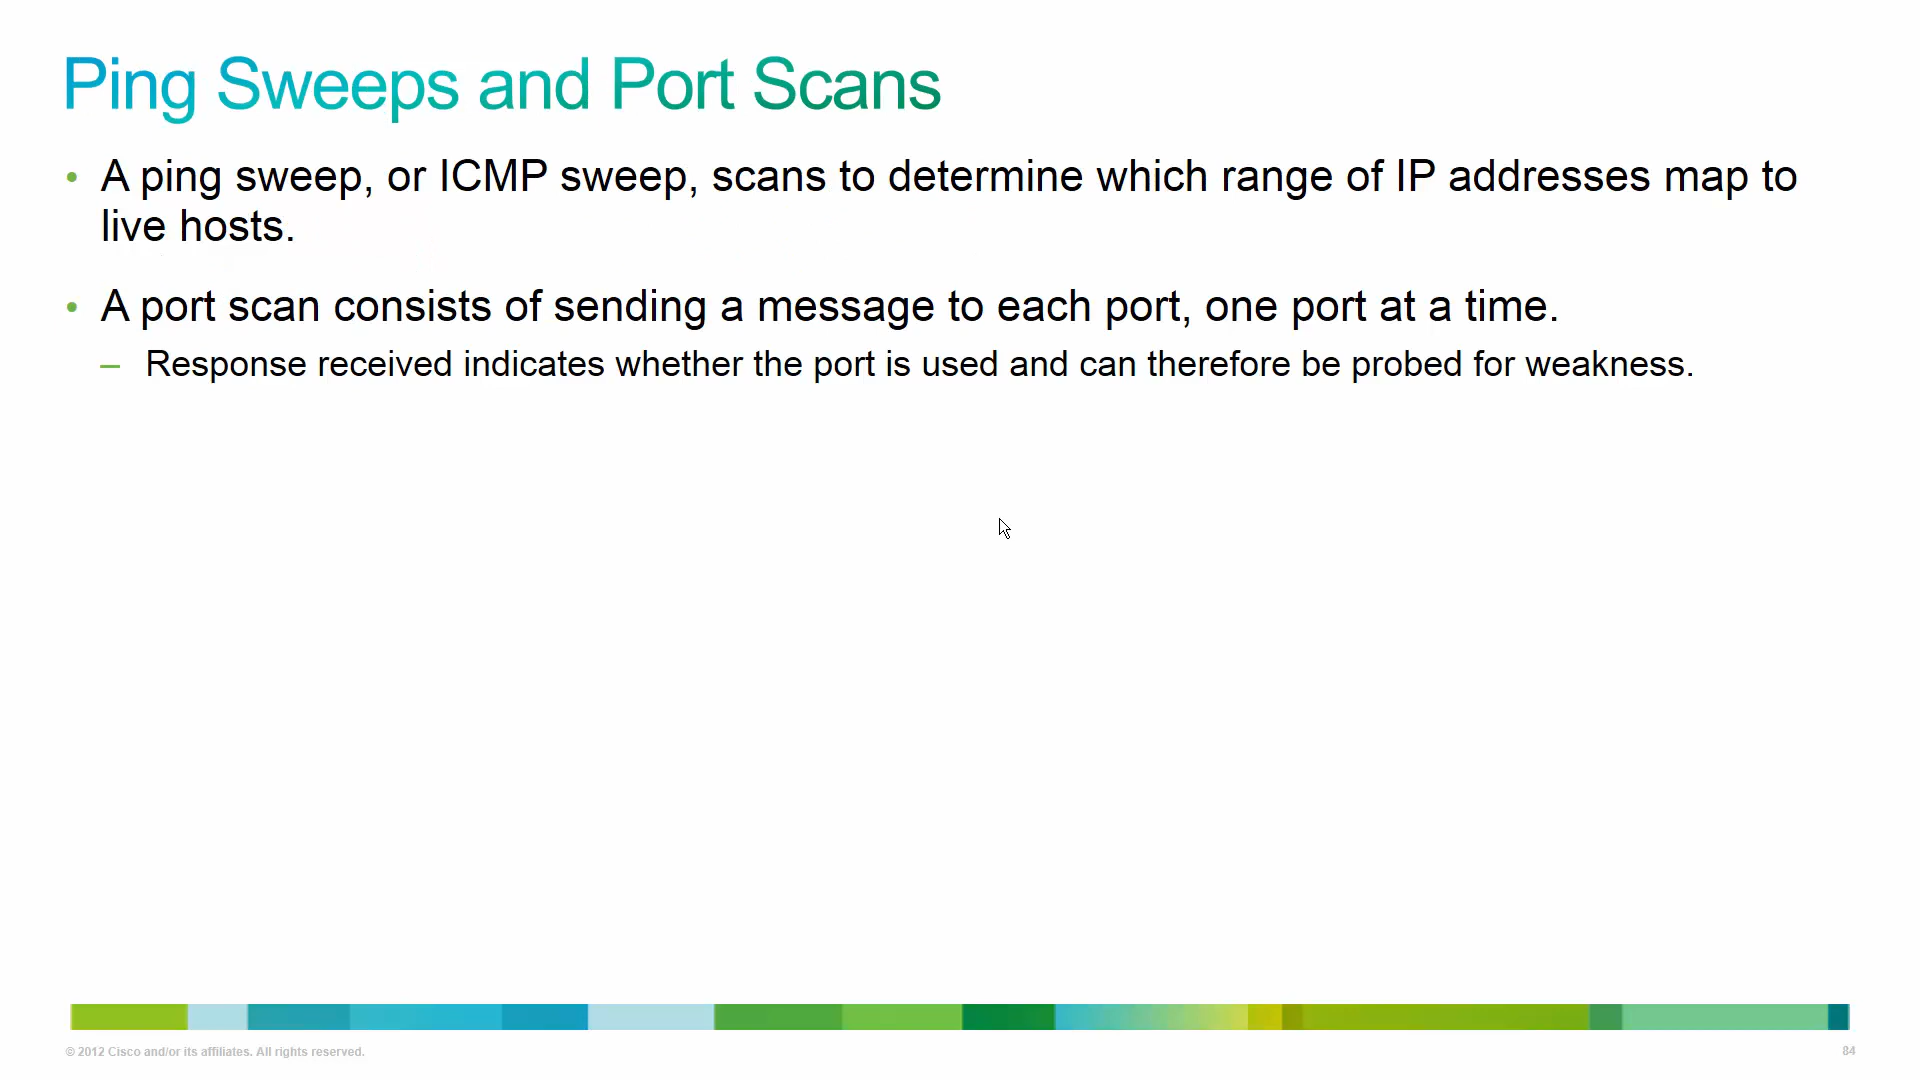 Ping Sweeps and Port Scans
• A ping sweep, or ICMP sweep, scans to determine which range of IP addresses map to
live hosts.
• A port scan consists of sending a message to each port, one port at a time.
– Response received indicates whether the port is used and can therefore be probed for weakness.
© 2012 Cisco and/or its affiliates. All rights reserved.
84